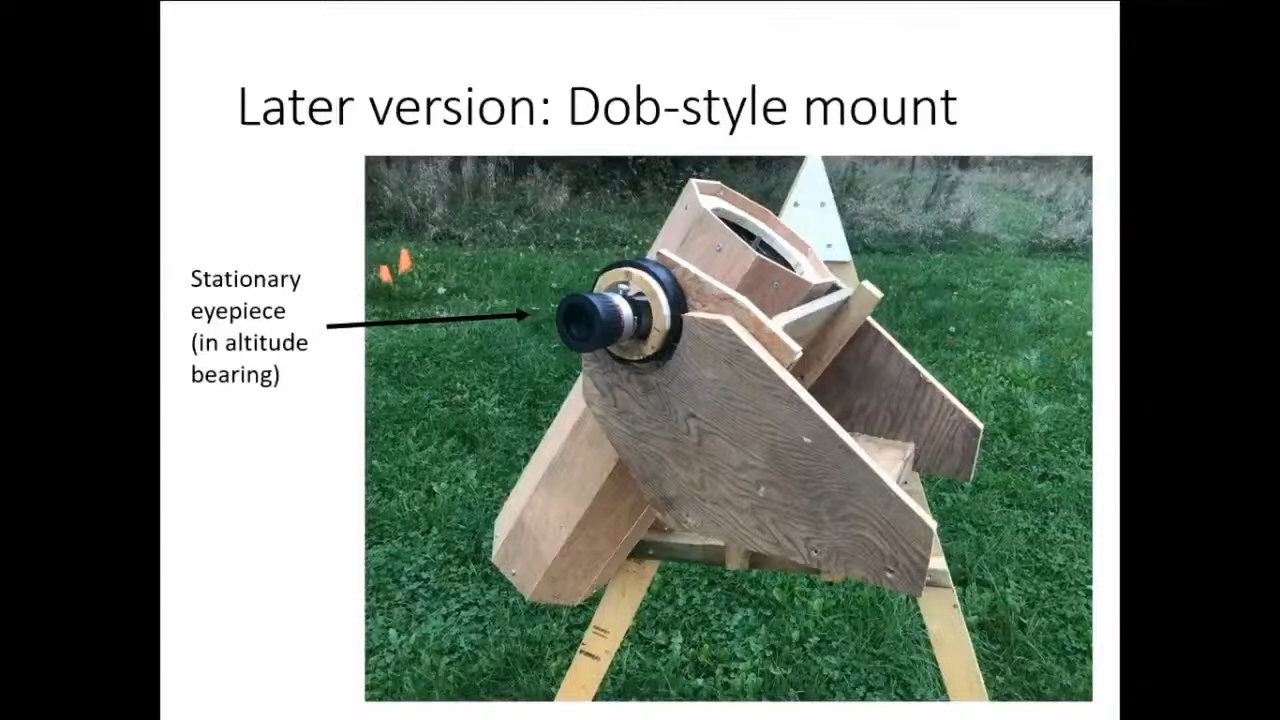 Later version: Dob-style mount
Stationary
eyepiece
(in altitude
bearing)